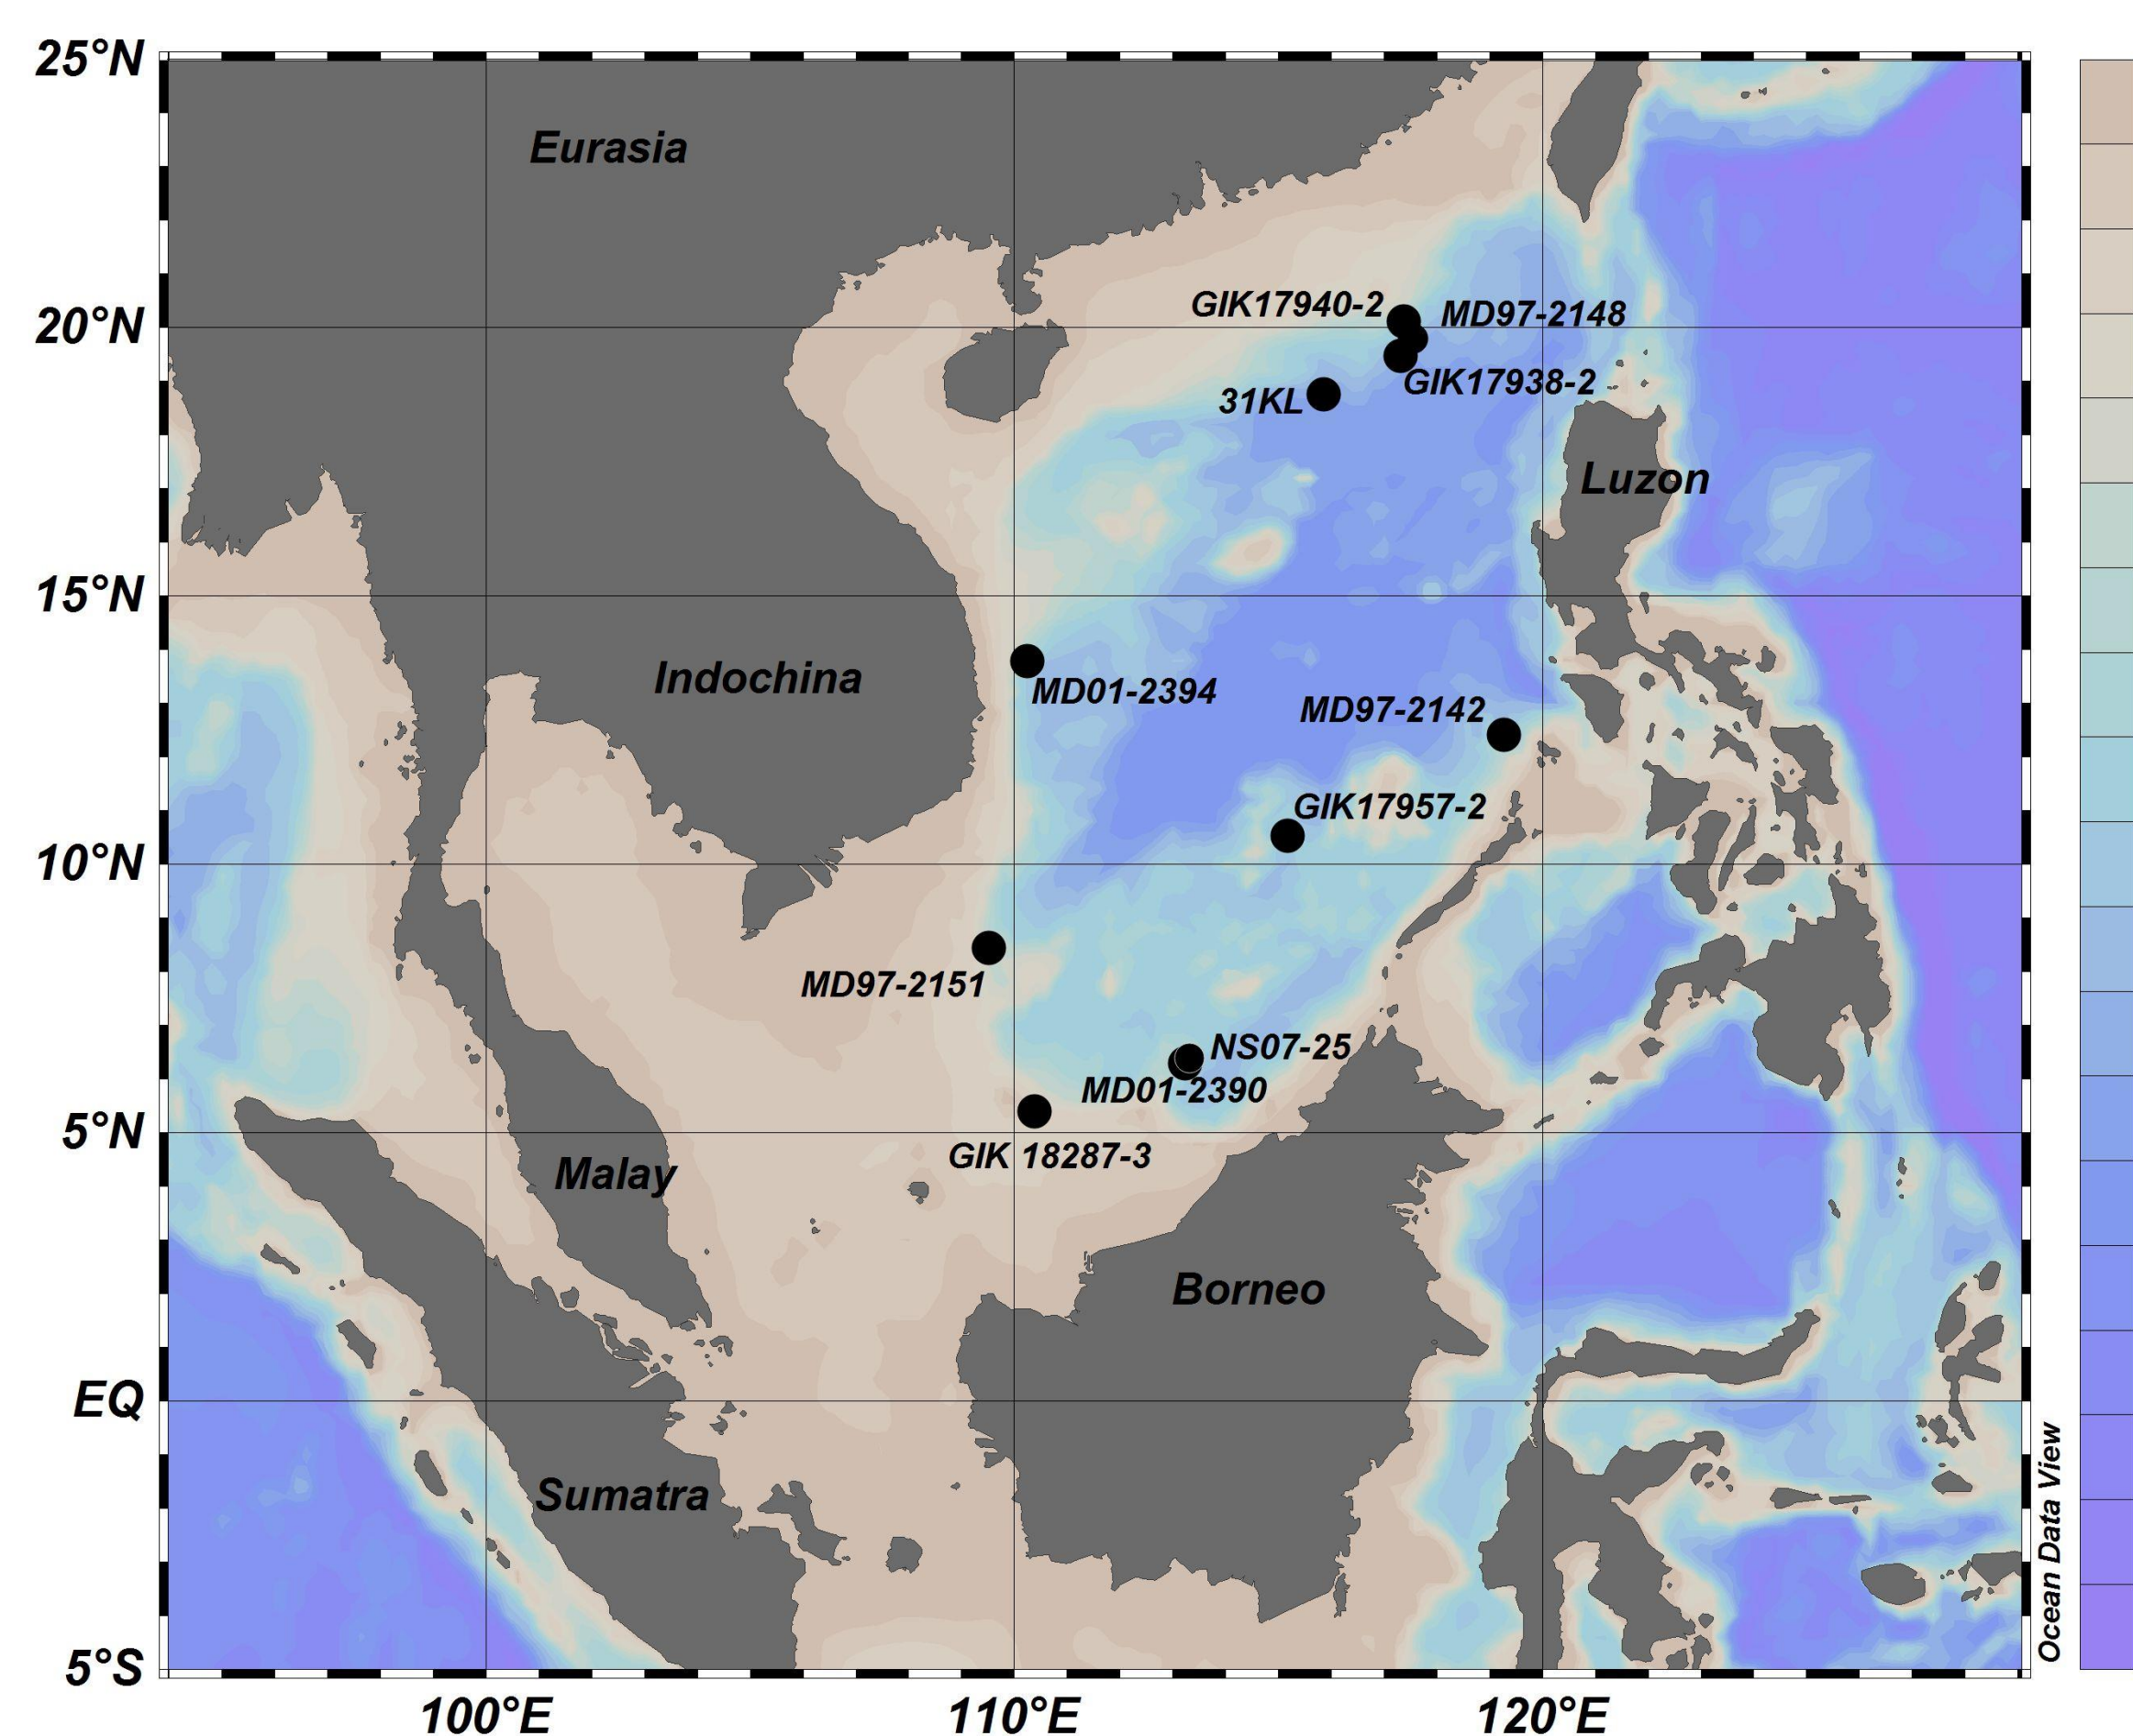 25°N
Eurasia
GIK17940-2
MD97-2148
20°N
GIK17938-2
31KL
Luzon
15°N
Indochina
MD01-2394
MD97-2142
GIK17957-2
10°N
MD97-2151
NS07-25
MD01-2390
5°N
GIK 18287-3
Malay
Borneo
EQ
Sumatra
Ocean Data View
5°S
100°E
110°E
120°E